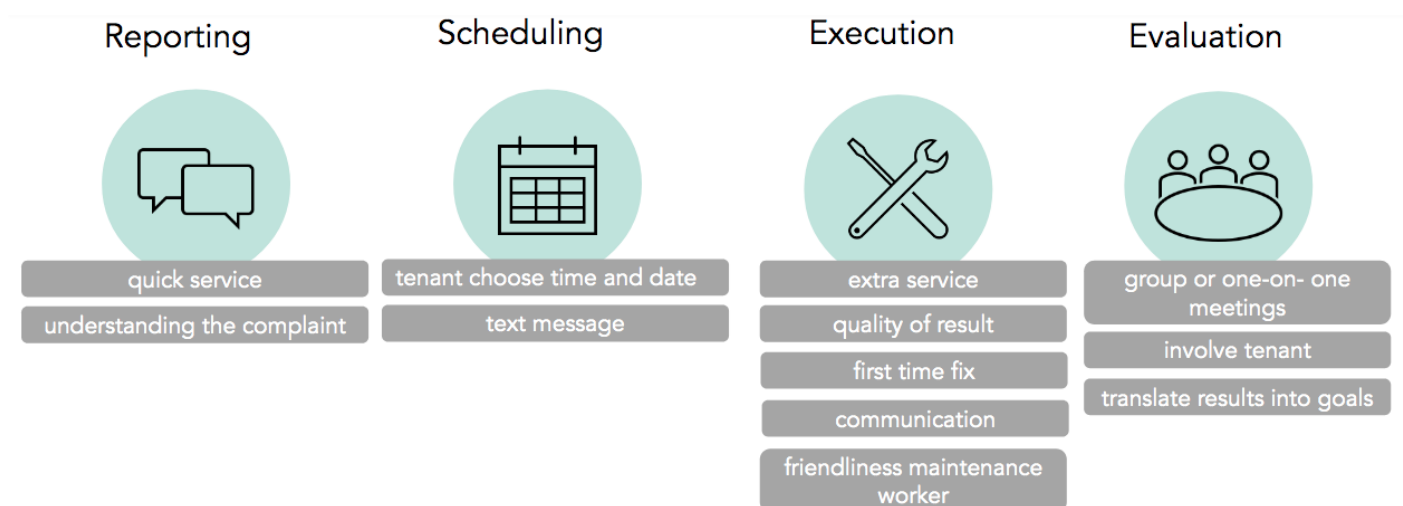 Reporting
quick service
understanding the complaint
Scheduling
tenant choose time and date
text message
Execution
extra service
quality of result
first time fix
communication
friendliness maintenance
worker
Evaluation
group or one-on- one
meetings
involve tenant
translate results into goals